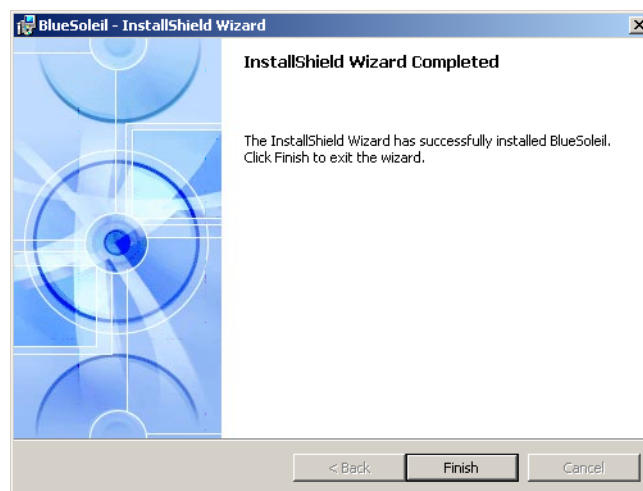 BlueSoleil - InstallShield Wizard
InstallShield Wizard Completed
The InstallShield Wizard has successfully installed BlueSoleil.
Click Finish to exit the wizard.
< Back
Finish
Cancel